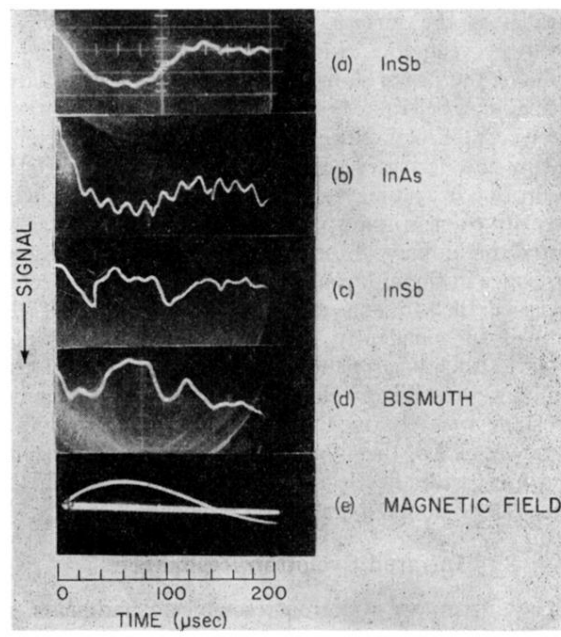 (a) InSb
(b) InAs
(c) InSb
(d) BISMUTH
(e) MAGNETIC FIELD
SIGNAL
0 100 200
TIME (μsec)